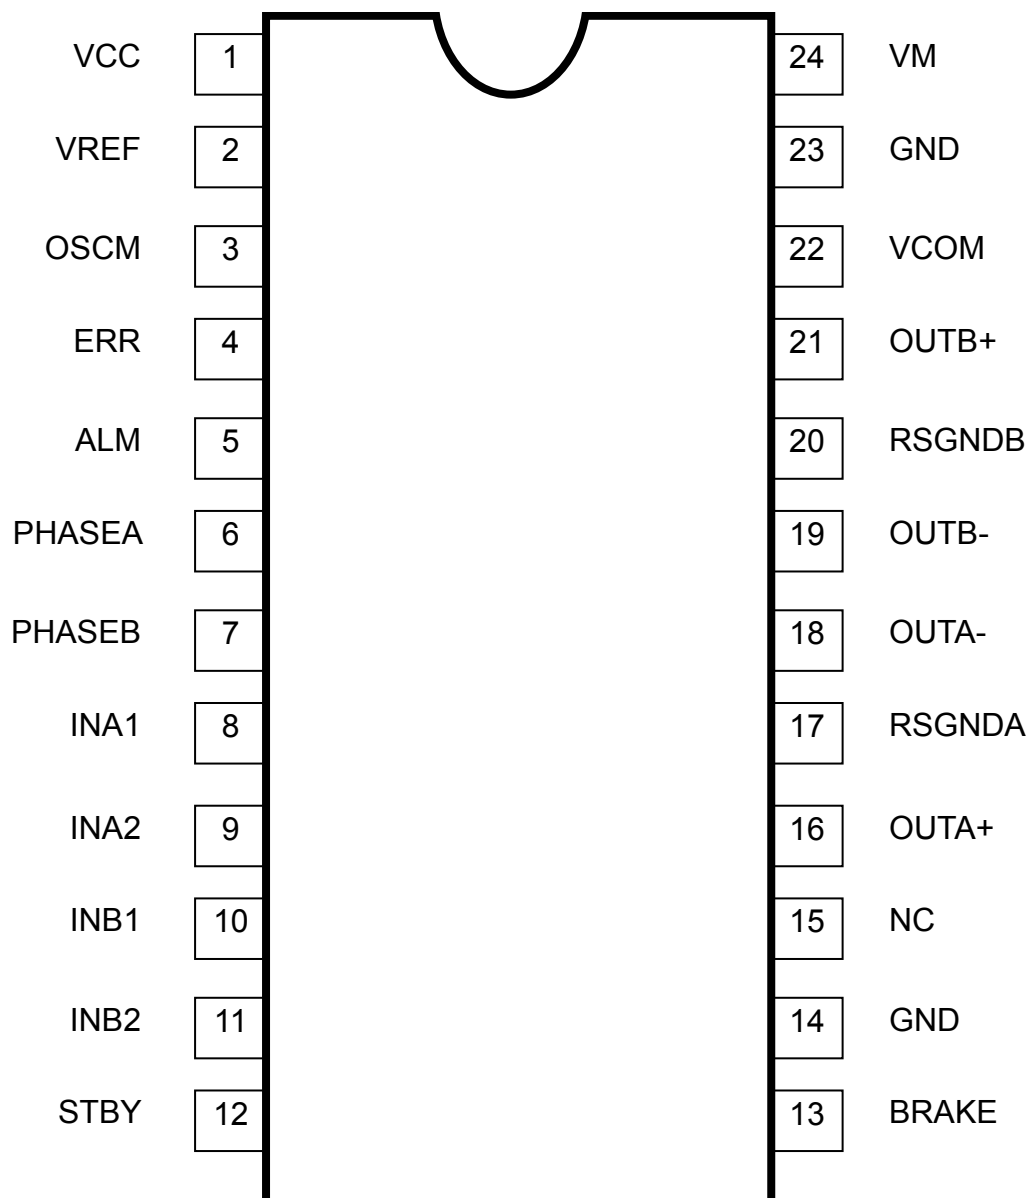 VCC 1 24 VM
VREF 2 23 GND
OSCM 3 22 VCOM
ERR 4 21 OUTB+
ALM 5 20 RSGNDB
PHASEA 6 19 OUTB-
PHASEB 7 18 OUTA-
INA1 8 17 RSGNDA
INA2 9 16 OUTA+
INB1 10 15 NC
INB2 11 14 GND
STBY 12 13 BRAKE